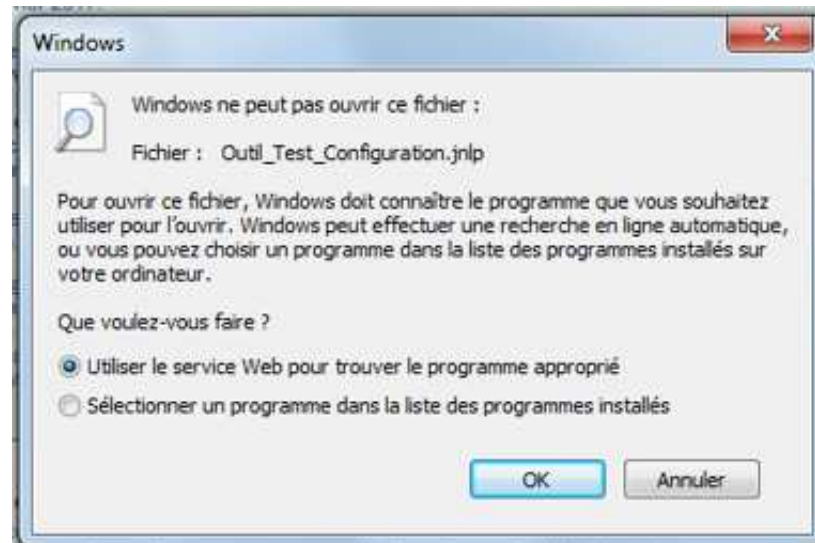 Windows
Windows ne peut pas ouvrir ce fichier :
Fichier : Outil_Test_Configuration.jnlp
Pour ouvrir ce fichier, Windows doit connaître le programme que vous souhaitez
utiliser pour l'ouvrir. Windows peut effectuer une recherche en ligne automatique,
ou vous pouvez choisir un programme dans la liste des programmes installés sur
votre ordinateur.
Que voulez-vous faire ?
Utiliser le service Web pour trouver le programme approprié
Sélectionner un programme dans la liste des programmes installés
OK
Annuler